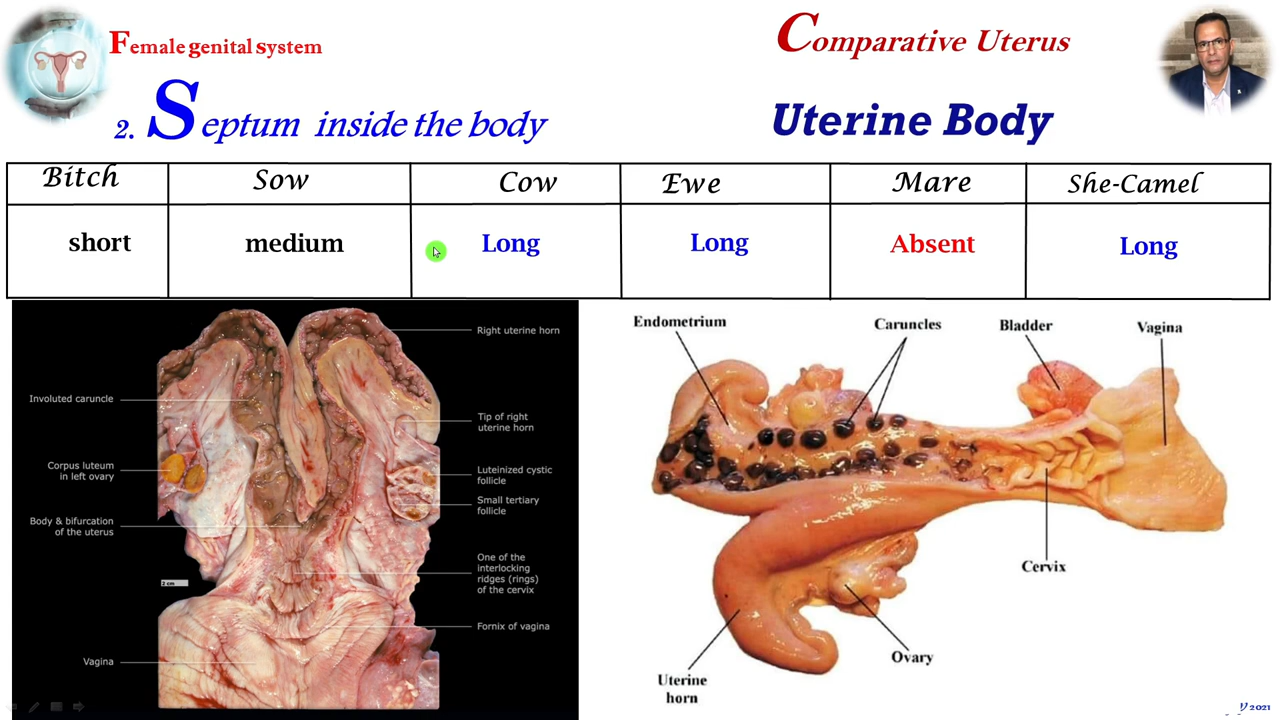 Female genital system
Comparative Uterus
2. Septum inside the body
Uterine Body
Bitch Sow Cow Ewe Mare She-Camel
short medium Long Long Absent Long
Right uterine horn
Involuted caruncle
Tip of right
uterine horn
Corpus luteum
in left ovary
Luteinized cystic
follicle
Small tertiary
follicle
Body & bifurcation
of the uterus
One of the
interlocking
ridges (rings)
of the cervix
2 cm
Fornix of vagina
Vagina
Endometrium
Caruncles
Bladder
Vagina
Cervix
Ovary
Uterine
horn
2021